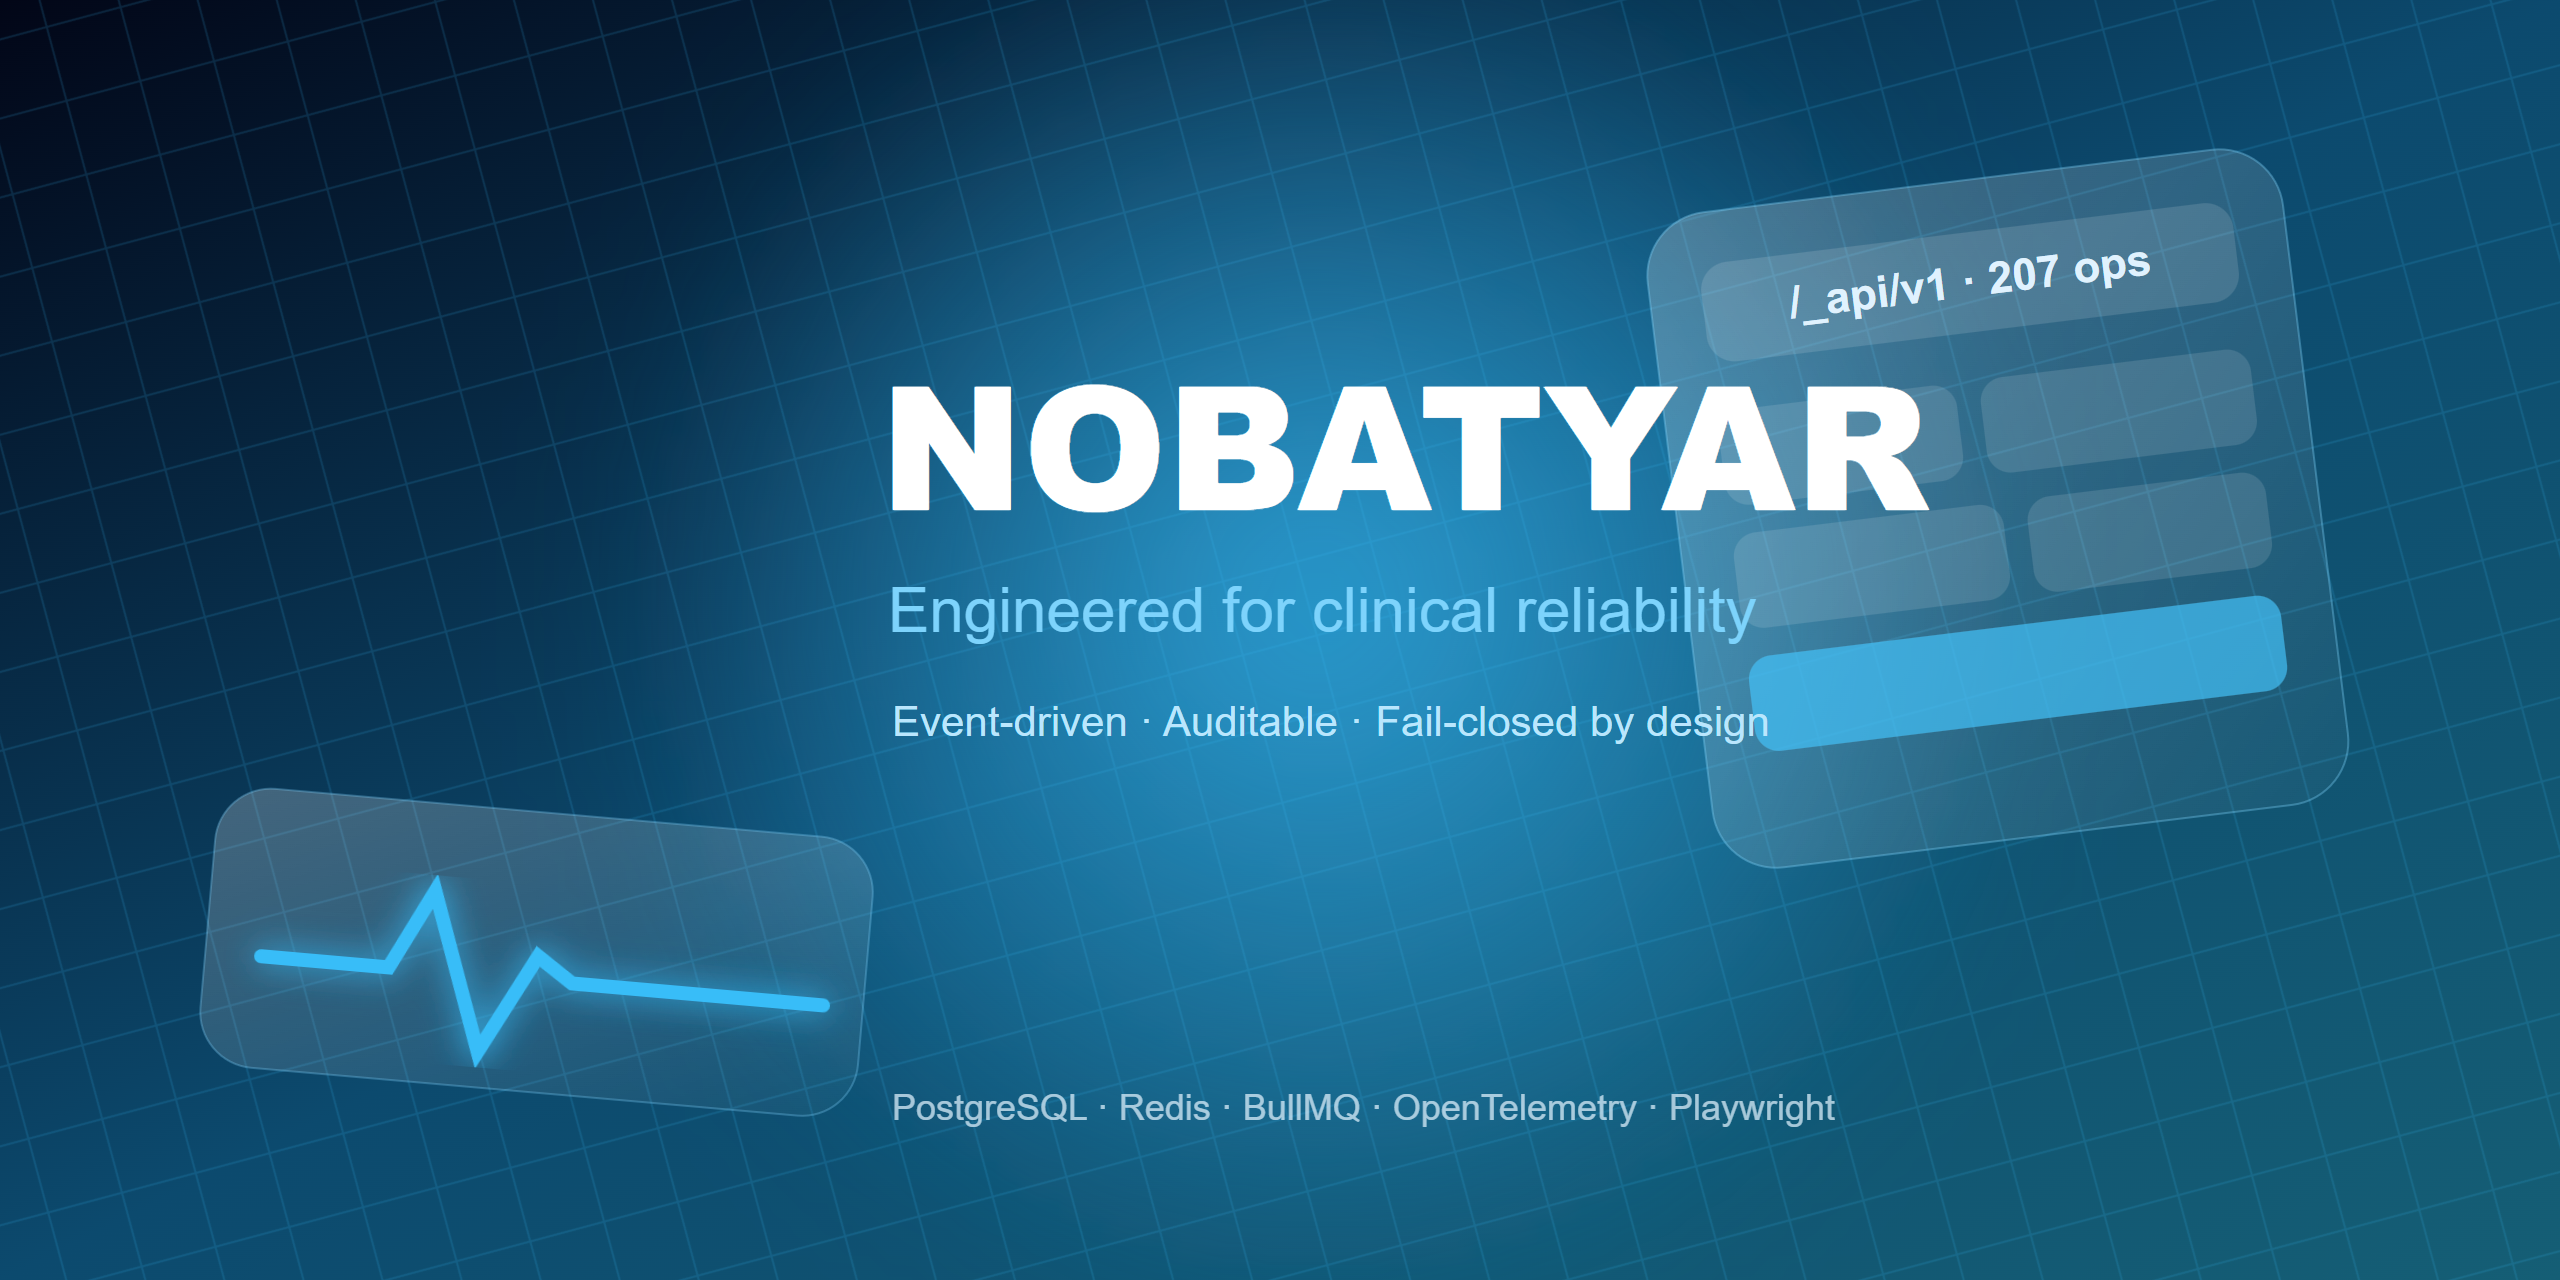 /_api/v1 · 207 ops
NOBATYAR
Engineered for clinical reliability
Event-driven · Auditable · Fail-closed by design
PostgreSQL · Redis · BullMQ · OpenTelemetry · Playwright